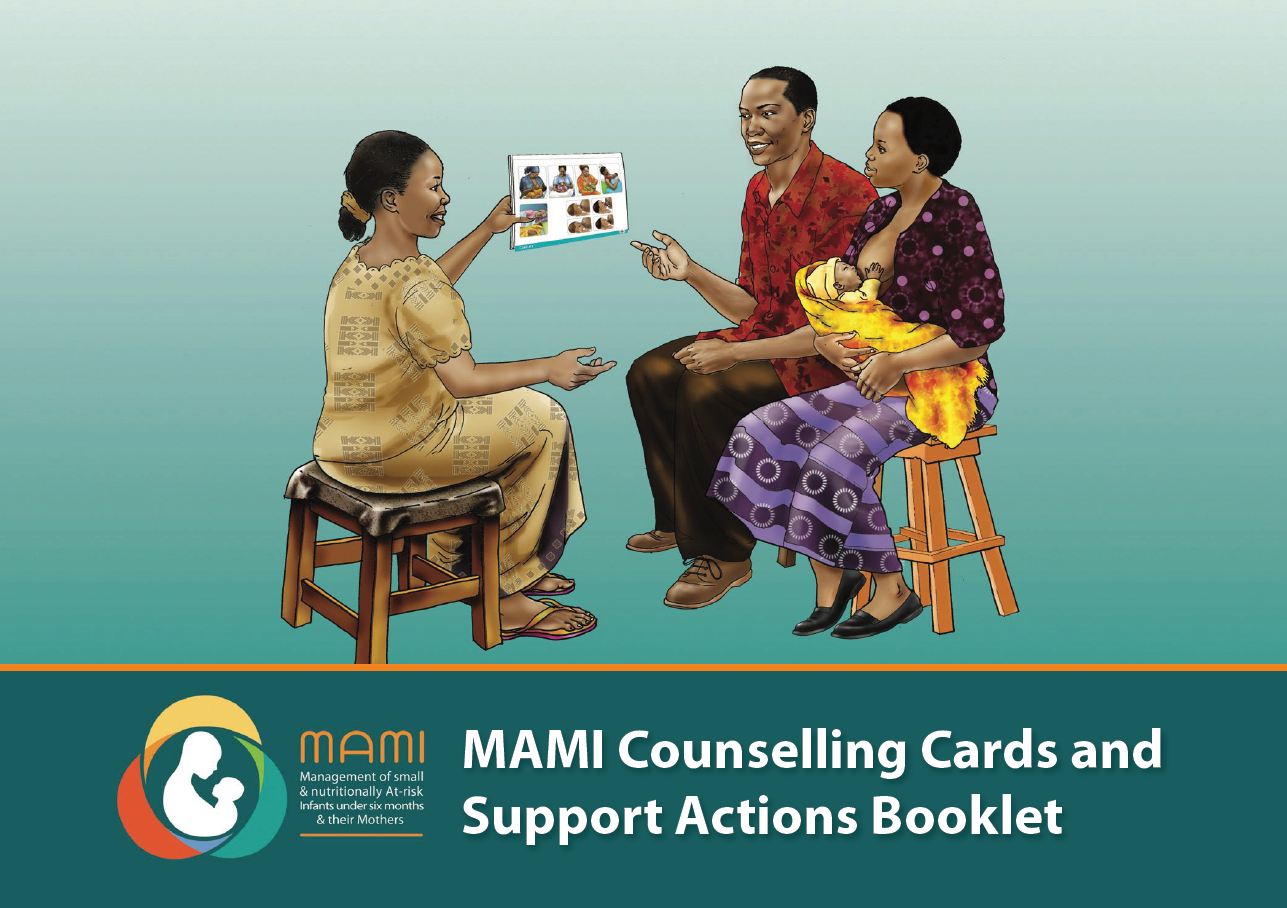 MAMI
Management of small
& nutritionally At-risk
Infants under six months
& their Mothers
MAMI Counselling Cards and
Support Actions Booklet